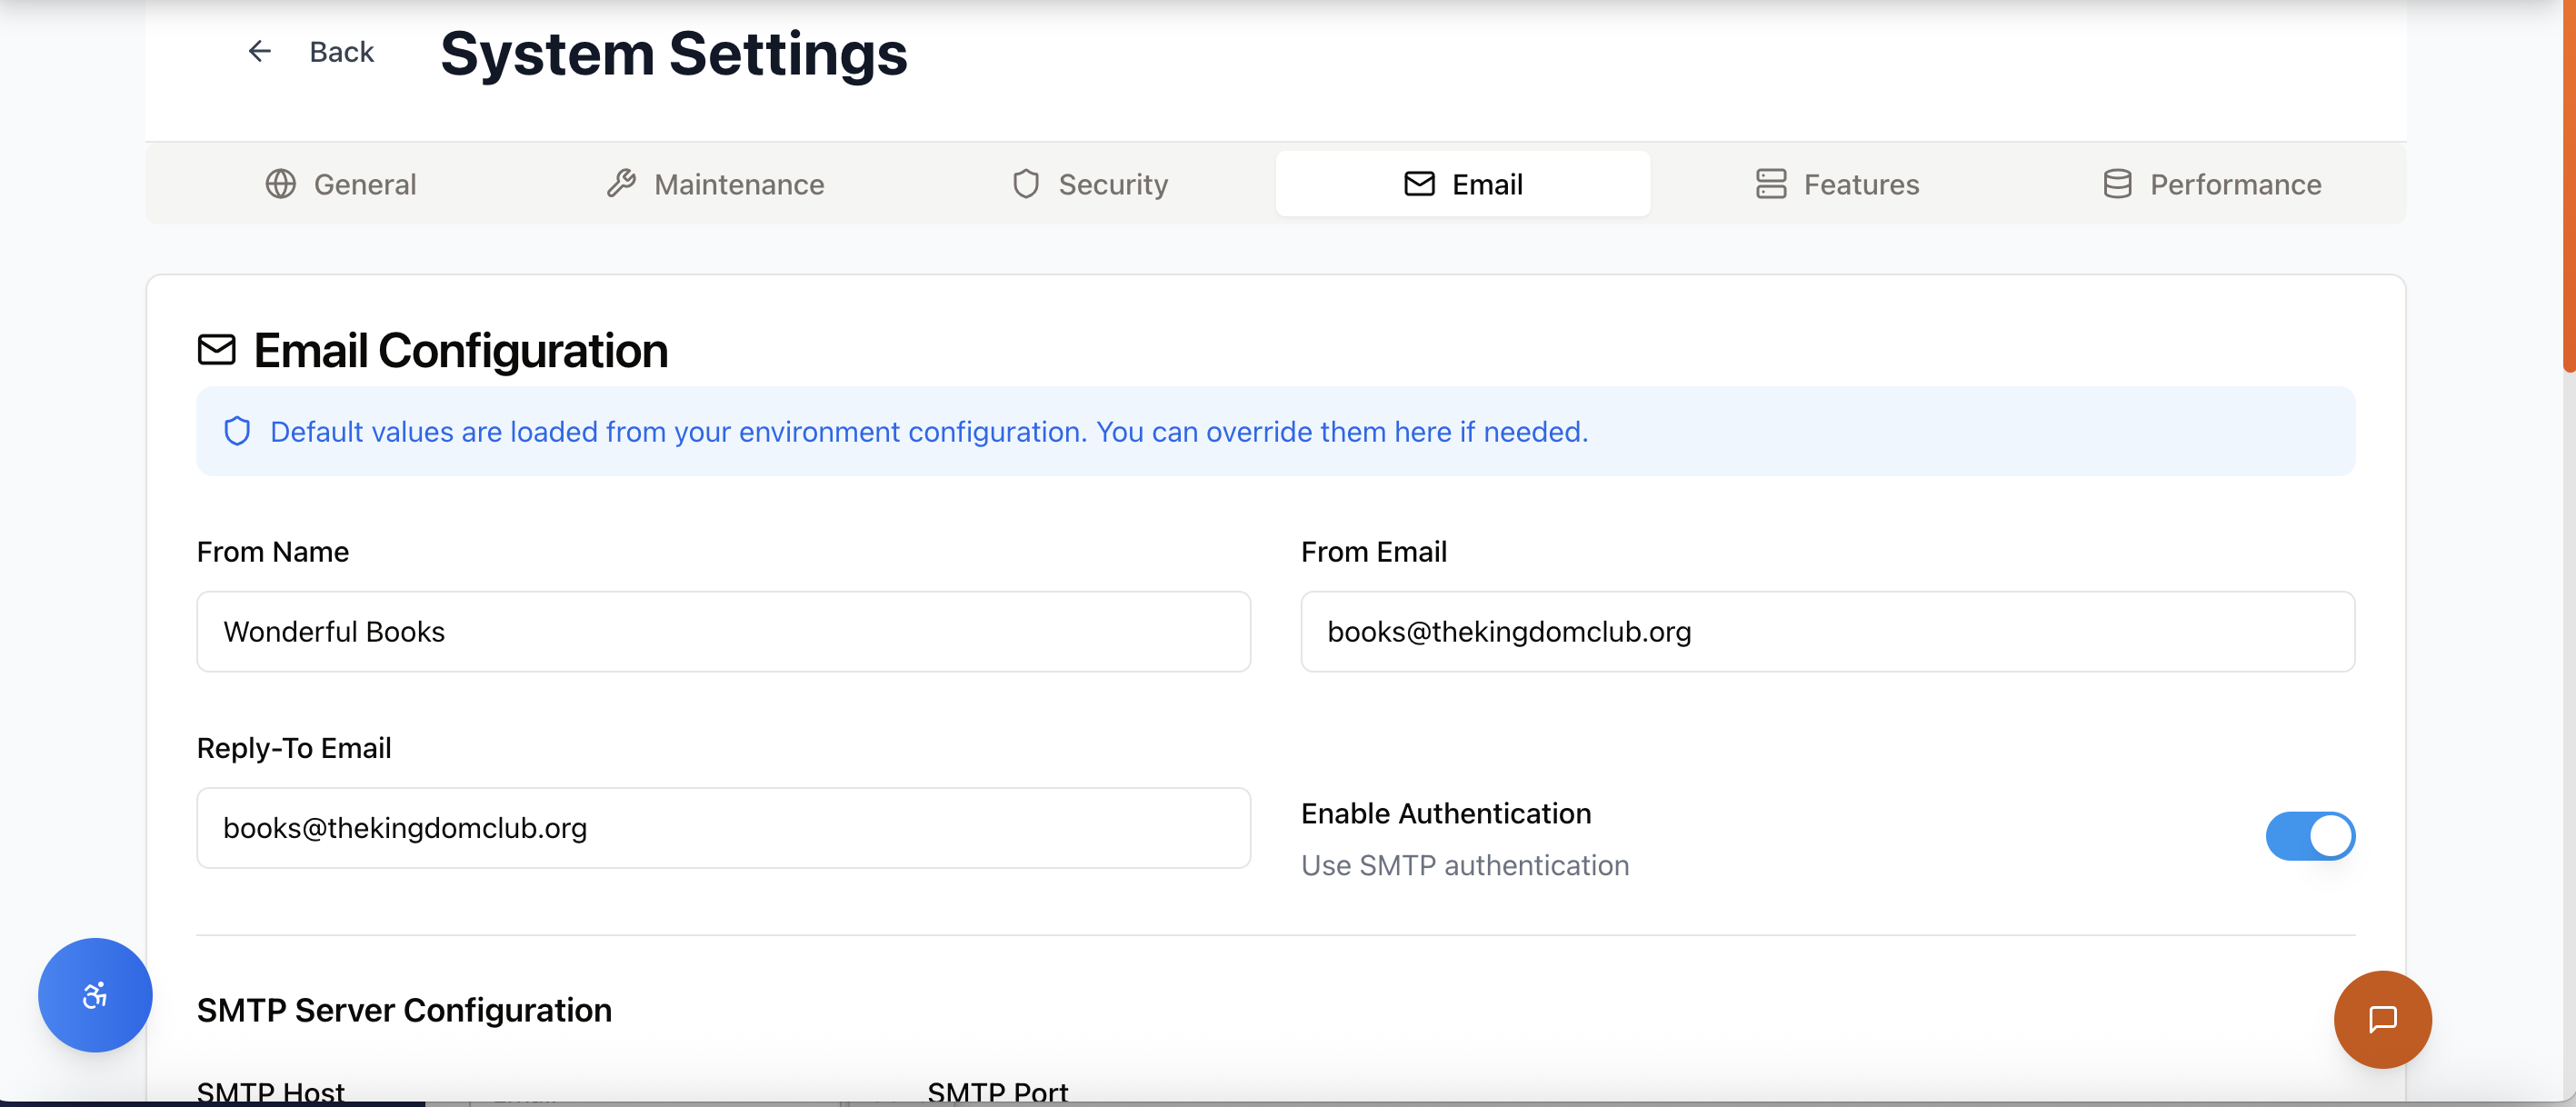 Back
System Settings
General
Maintenance
Security
Email
Features
Performance
Email Configuration
Default values are loaded from your environment configuration. You can override them here if needed.
From Name
From Email
Wonderful Books
books@thekingdomclub.org
Reply-To Email
books@thekingdomclub.org
Enable Authentication
Use SMTP authentication
SMTP Server Configuration
SMTP Host
SMTP Port